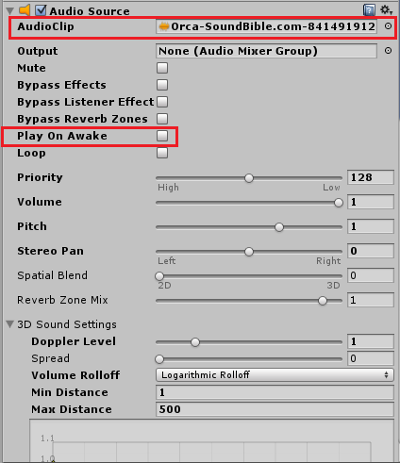 Audio Source
AudioClip Orca-SoundBible.com-841491912
Output None (Audio Mixer Group)
Mute
Bypass Effects
Bypass Listener Effect
Bypass Reverb Zones
Play On Awake
Loop
Priority 128
High Low
Volume 1
Pitch 1
Stereo Pan 0
Left Right
Spatial Blend 0
2D 3D
Reverb Zone Mix 1
3D Sound Settings
Doppler Level 1
Spread 0
Volume Rolloff Logarithmic Rolloff
Min Distance 1
Max Distance 500
1.1
1.0